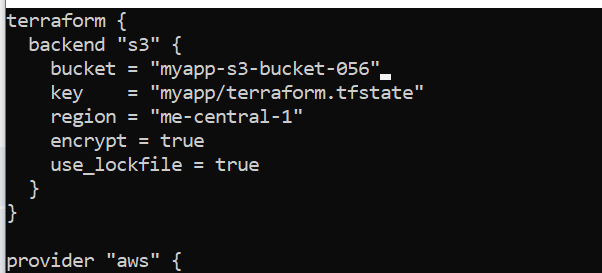 terraform {
  backend "s3" {
    bucket = "myapp-s3-bucket-056"
    key    = "myapp/terraform.tfstate"
    region = "me-central-1"
    encrypt = true
    use_lockfile = true
  }
}

provider "aws" {